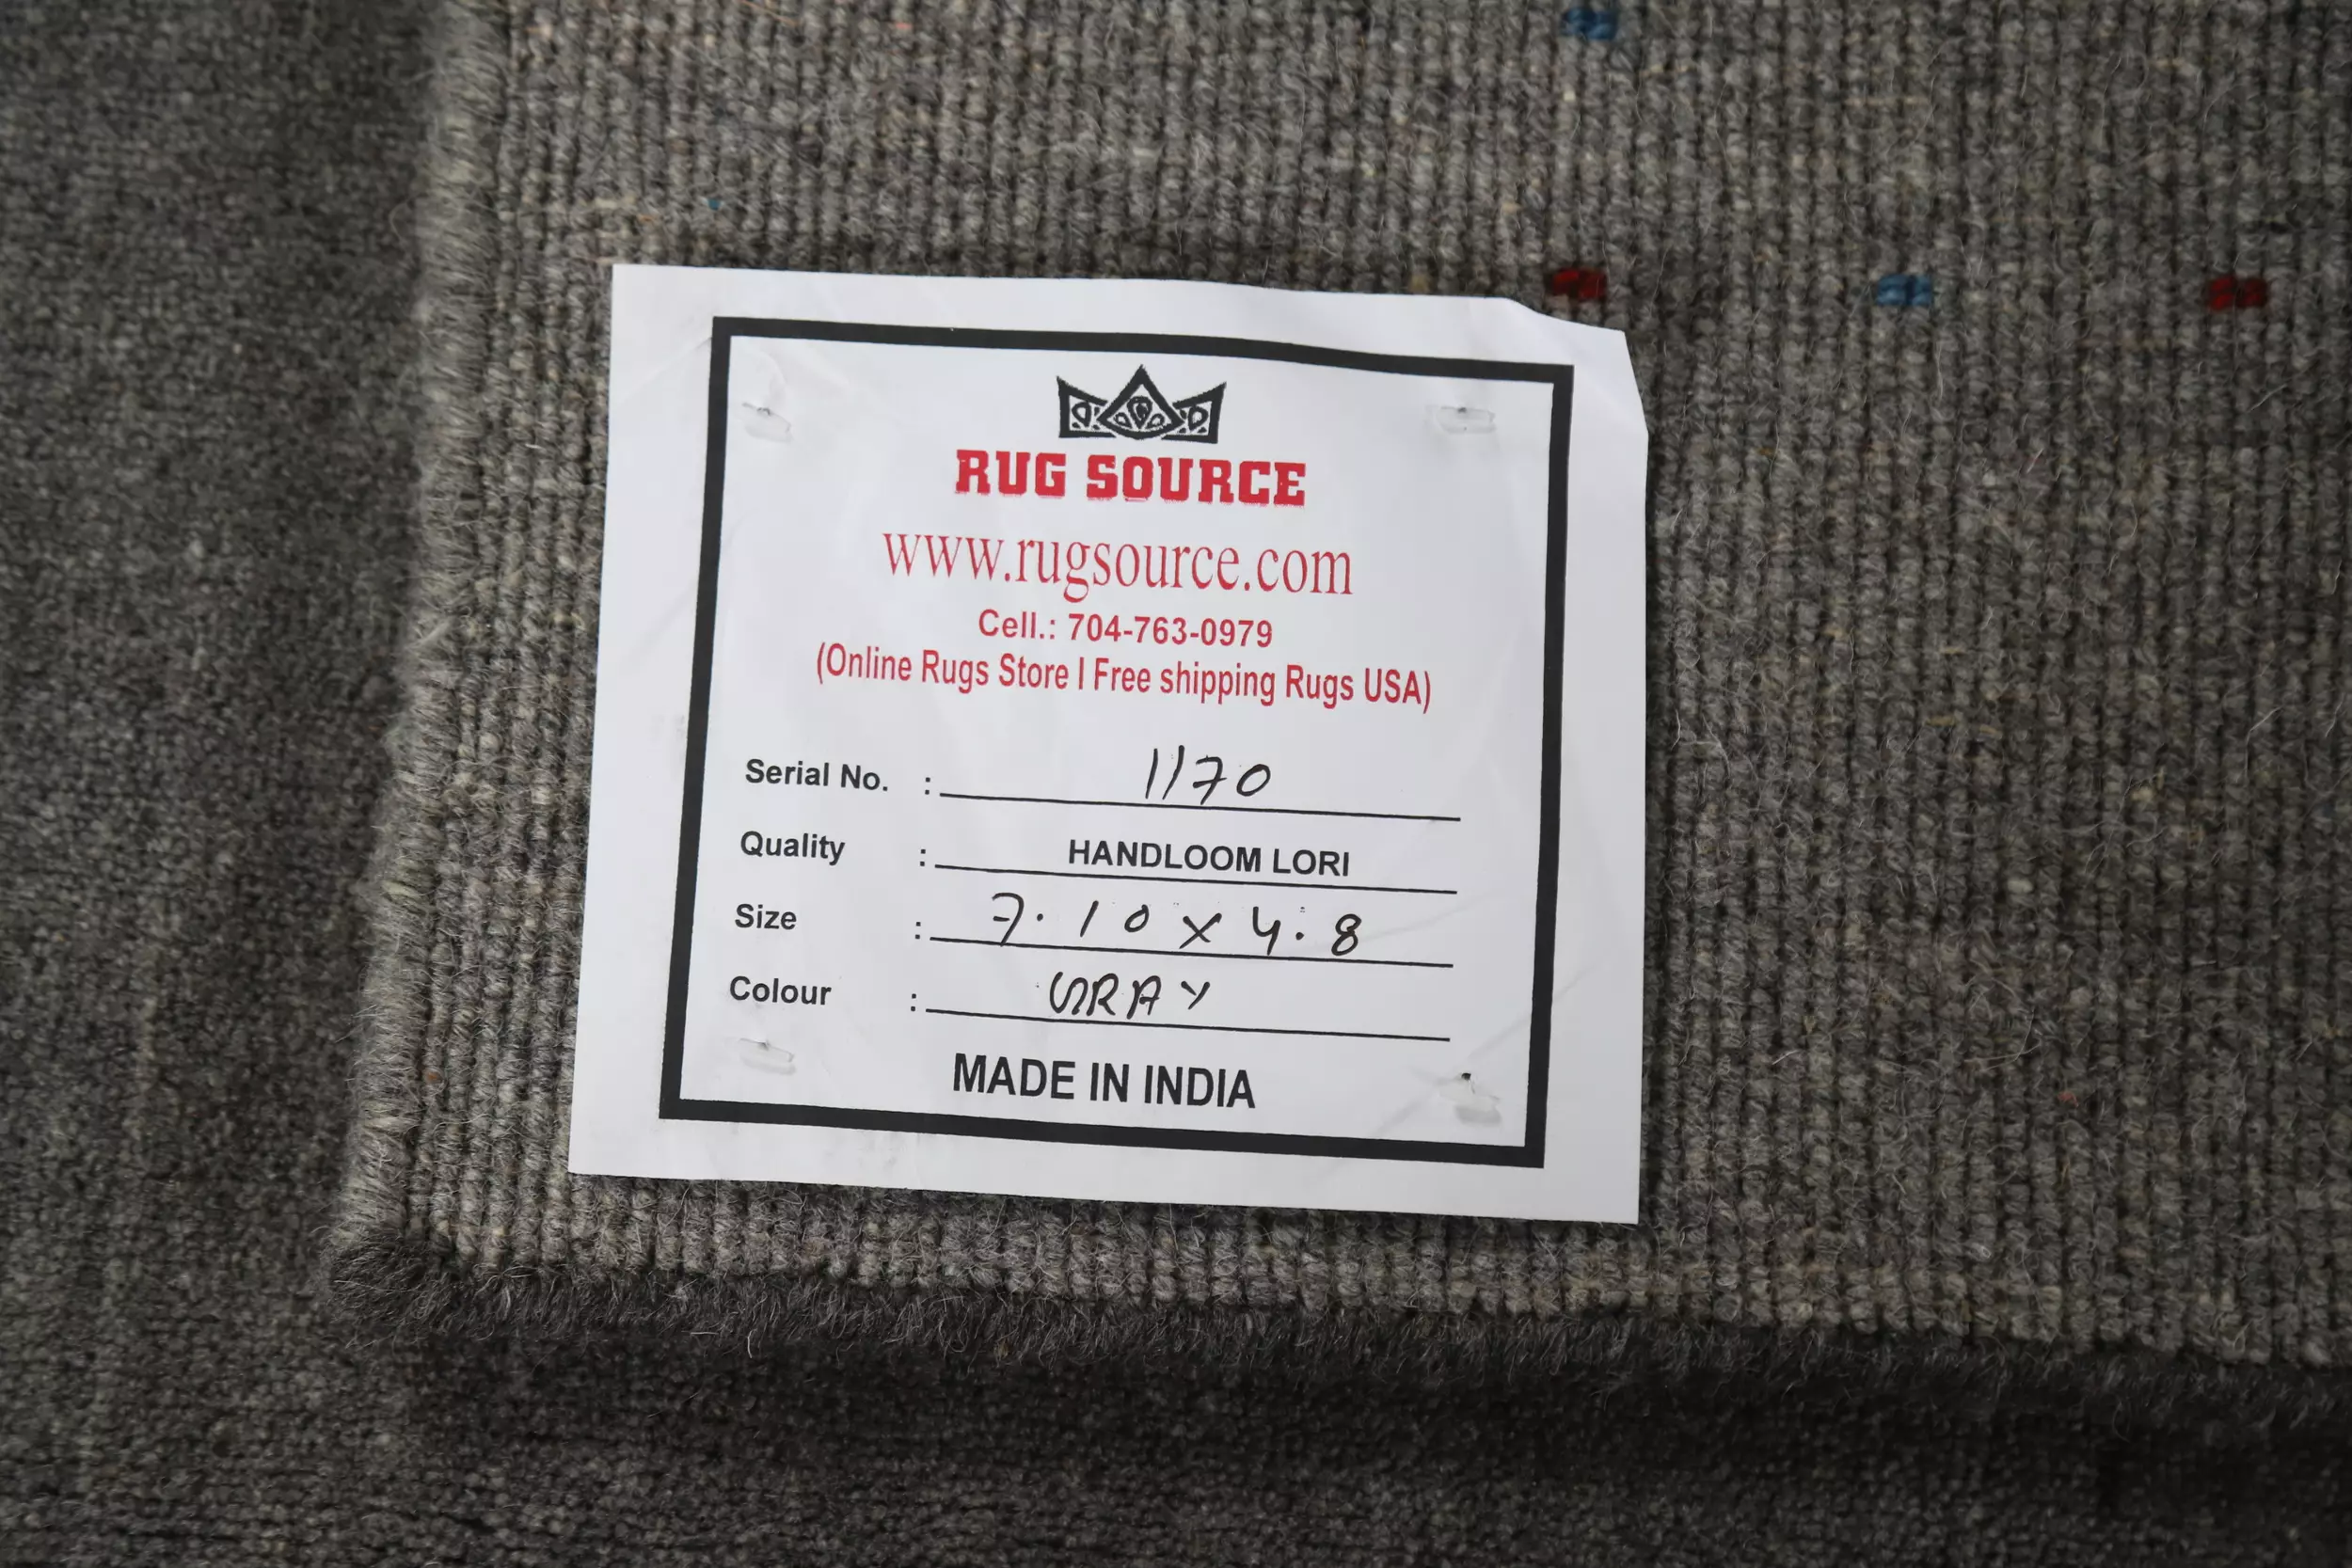 RUG SOURCE
www.rugsource.com
Cell.: 704-763-0979
(Online Rugs Store I Free shipping Rugs USA)
Serial No. : 1170
Quality : HANDLOOM LORI
Size : 7.10 x 4.8
Colour : GRAY
MADE IN INDIA